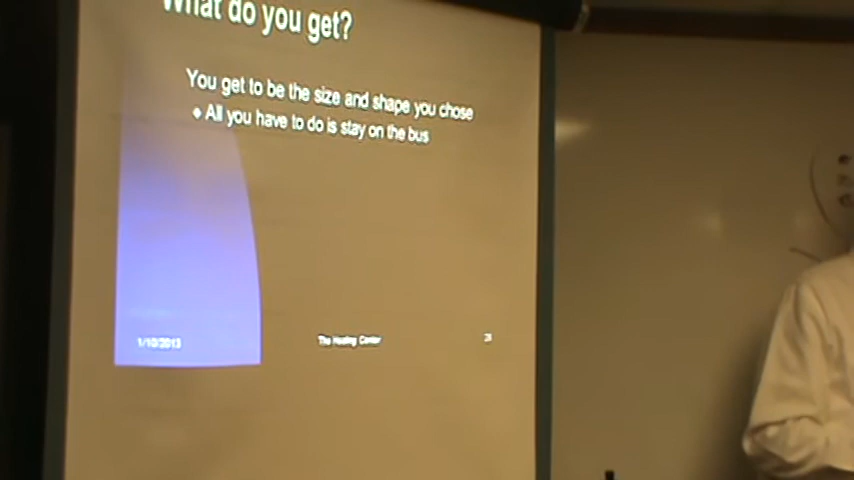 What do you get?
You get to be the size and shape you chose
◆ All you have to do is stay on the bus
1/10/2013
The Healing Center